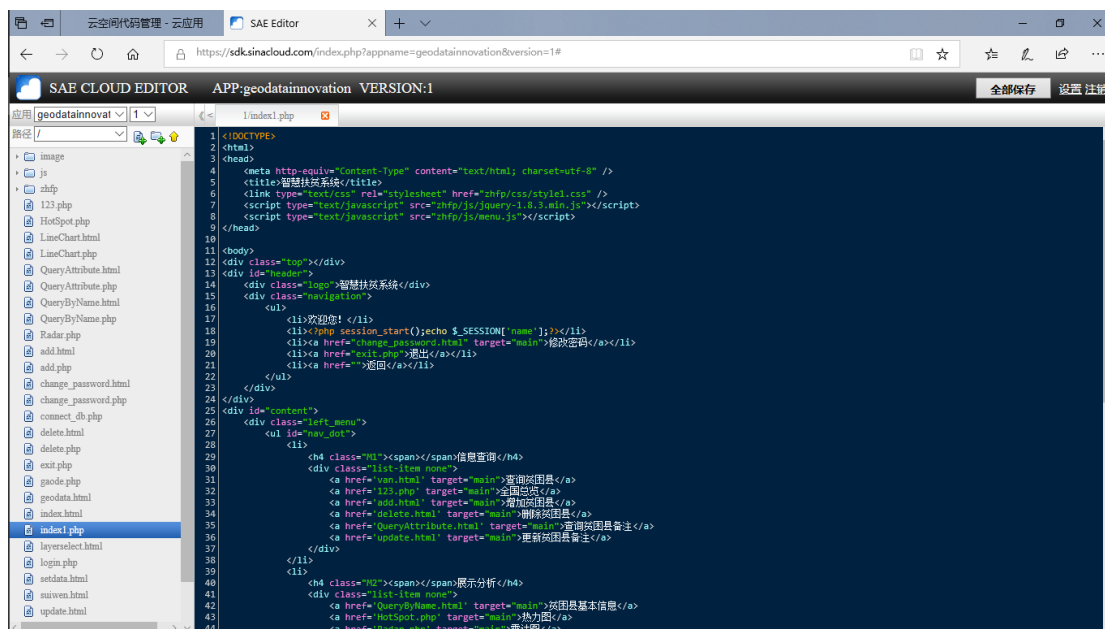 云空间代码管理 - 云应用
SAE Editor
https://sdk.sinacloud.com/index.php?appname=geodatainnovation&version=1#
SAE CLOUD EDITOR APP:geodatainnovation VERSION:1
全部保存 设置 注销
应用 geodatainnovat 1
路径 /
1/index1.php
image
js
zhfp
123.php
HotSpot.php
LineChart.html
LineChart.php
QueryAttribute.html
QueryAttribute.php
QueryByName.html
QueryByName.php
Radar.php
add.html
add.php
change_password.html
change_password.php
connect_db.php
delete.html
delete.php
exit.php
gaode.php
geodata.html
index.html
index1.php
layerselect.html
login.php
setdata.html
suiwen.html
update.html
1 <!DOCTYPE>
2 <html>
3 <head>
4 <meta http-equiv="Content-Type" content="text/html; charset=utf-8" />
5 <title>智慧扶贫系统</title>
6 <link type="text/css" rel="stylesheet" href="zhfp/css/style1.css" />
7 <script type="text/javascript" src="zhfp/js/jquery-1.8.3.min.js"></script>
8 <script type="text/javascript" src="zhfp/js/menu.js"></script>
9 </head>
10
11 <body>
12 <div class="top"></div>
13 <div id="header">
14 <div class="logo">智慧扶贫系统</div>
15 <div class="navigation">
16 <ul>
17 <li>欢迎您! </li>
18 <li><?php session_start();echo $_SESSION['name'];?></li>
19 <li><a href="change_password.html" target="main">修改密码</a></li>
20 <li><a href="exit.php">退出</a></li>
21 <li><a href="">返回</a></li>
22 </ul>
23 </div>
24 </div>
25 <div id="content">
26 <div class="left_menu">
27 <ul id="nav_dot">
28 <li>
29 <h4 class="M1"><span></span>信息查询</h4>
30 <div class="list-item none">
31 <a href='van.html' target="main">查询贫困县</a>
32 <a href='123.php' target="main">全国总览</a>
33 <a href='add.html' target="main">增加贫困县</a>
34 <a href='delete.html' target="main">删除贫困县</a>
35 <a href='QueryAttribute.html' target="main">查询贫困县备注</a>
36 <a href='update.html' target="main">更新贫困县备注</a>
37 </div>
38 </li>
39 <li>
40 <h4 class="M2"><span></span>展示分析</h4>
41 <div class="list-item none">
42 <a href='QueryByName.html' target="main">贫困县基本信息</a>
43 <a href='HotSpot.php' target="main">热力图</a>
44 <a href='Radar.php' target="main">雷达图</a>